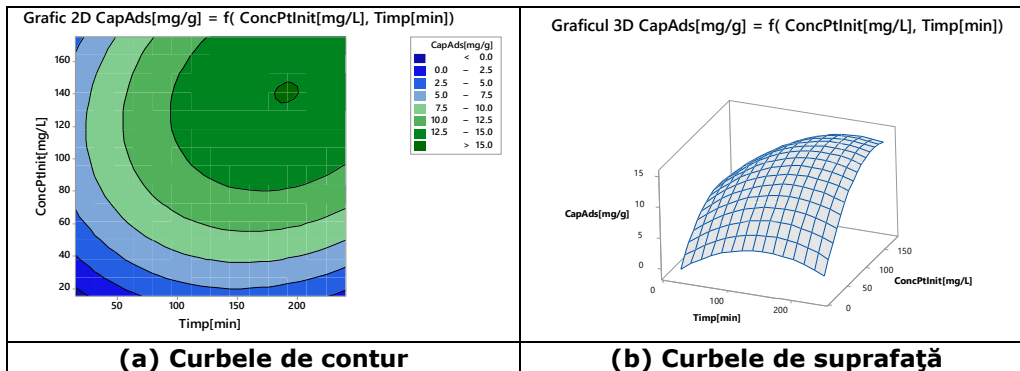 Grafic 2D CapAds[mg/g] = f( ConcPtInit[mg/L], Timp[min])
CapAds[mg/g]
< 0.0
0.0 – 2.5
2.5 – 5.0
5.0 – 7.5
7.5 – 10.0
10.0 – 12.5
12.5 – 15.0
> 15.0
ConcPtInit[mg/L]
160
140
120
100
80
60
40
20
50
100
150
200
Timp[min]
(a) Curbele de contur
Graficul 3D CapAds[mg/g] = f( ConcPtInit[mg/L], Timp[min])
CapAds[mg/g]
15
10
5
0
0
100
200
Timp[min]
150
100
50
0
ConcPtInit[mg/L]
(b) Curbele de suprafaţă